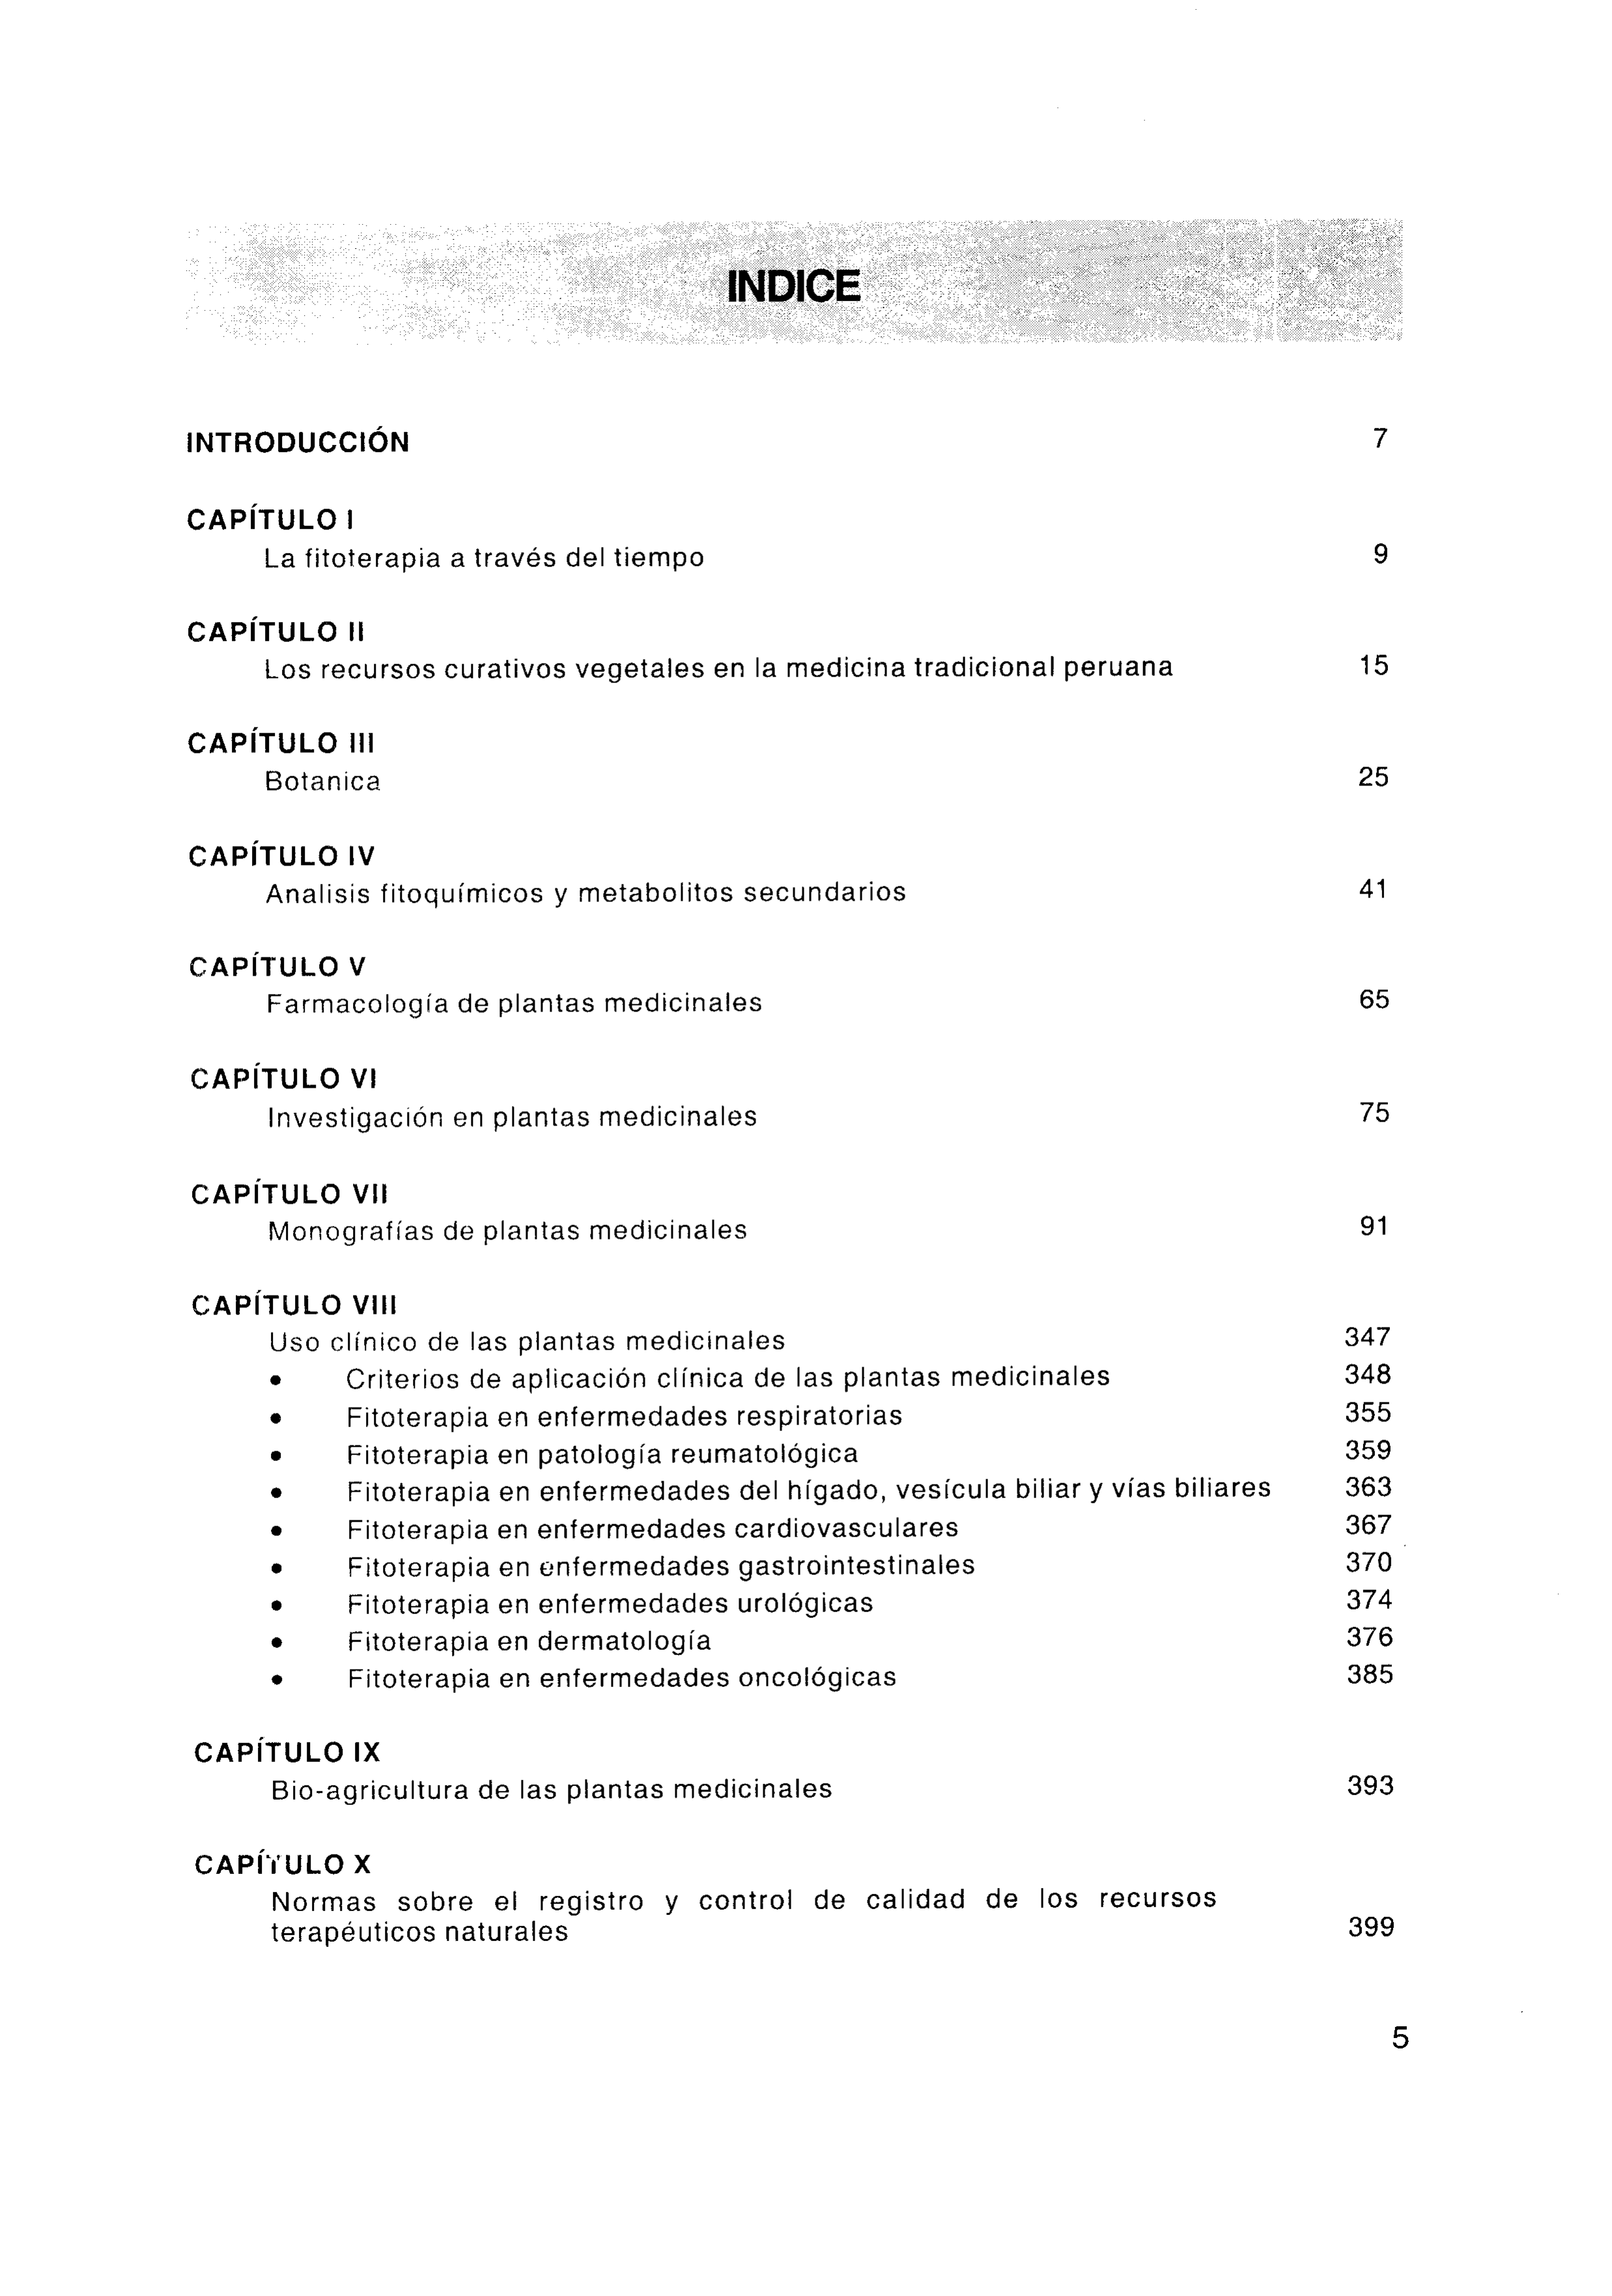 INDICE
INTRODUCCIÓN 7
CAPÍTULO I
La fitoterapia a través del tiempo 9
CAPÍTULO II
Los recursos curativos vegetales en la medicina tradicional peruana 15
CAPÍTULO III
Botanica 25
CAPÍTULO IV
Analisis fitoquímicos y metabolitos secundarios 41
CAPÍTULO V
Farmacología de plantas medicinales 65
CAPÍTULO VI
Investigación en plantas medicinales 75
CAPÍTULO VII
Monografías de plantas medicinales 91
CAPÍTULO VIII
Uso clínico de las plantas medicinales 347
• Criterios de aplicación clínica de las plantas medicinales 348
• Fitoterapia en enfermedades respiratorias 355
• Fitoterapia en patología reumatológica 359
• Fitoterapia en enfermedades del hígado, vesícula biliar y vías biliares 363
• Fitoterapia en enfermedades cardiovasculares 367
• Fitoterapia en enfermedades gastrointestinales 370
• Fitoterapia en enfermedades urológicas 374
• Fitoterapia en dermatología 376
• Fitoterapia en enfermedades oncológicas 385
CAPÍTULO IX
Bio-agricultura de las plantas medicinales 393
CAPÍTULO X
Normas sobre el registro y control de calidad de los recursos
terapéuticos naturales 399
5